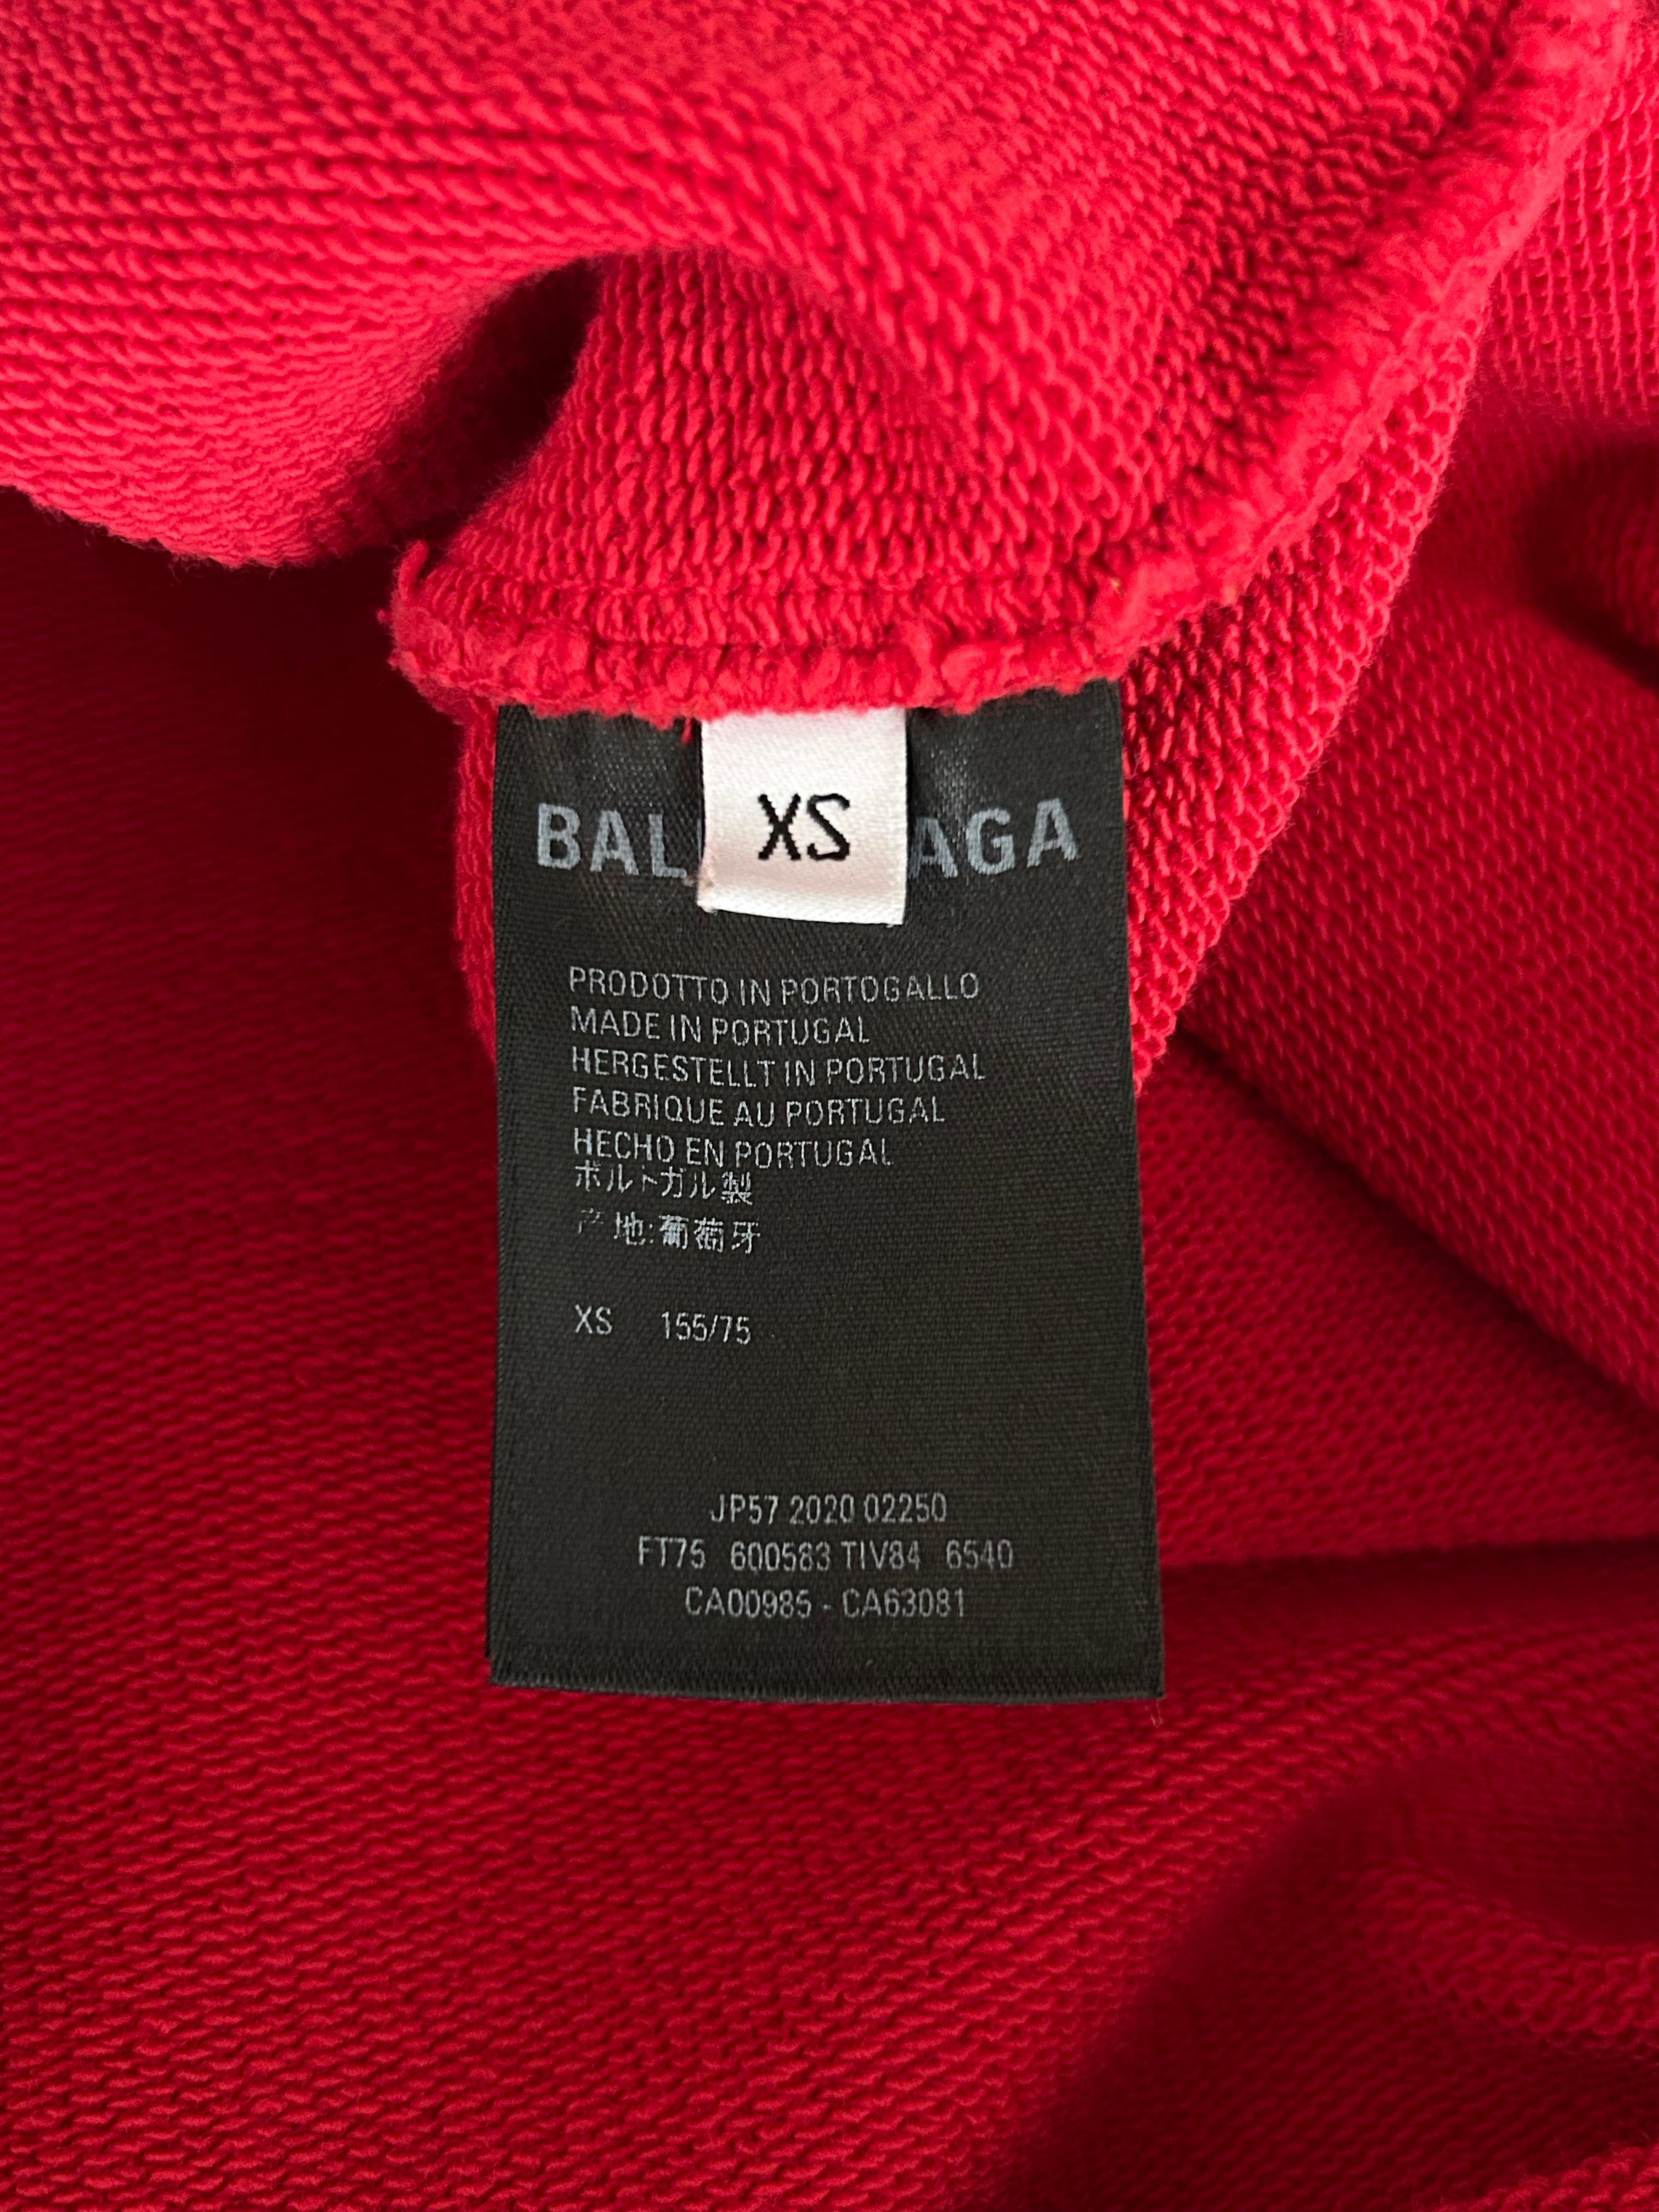 XS
BAL AGA
PRODOTTO IN PORTOGALLO
MADE IN PORTUGAL
HERGESTELLT IN PORTUGAL
FABRIQUE AU PORTUGAL
HECHO EN PORTUGAL
ポルトガル製
产地:葡萄牙
XS 155/75
JP57 2020 02250
FT75 600583 TIV84 6540
CA00985 - CA63081